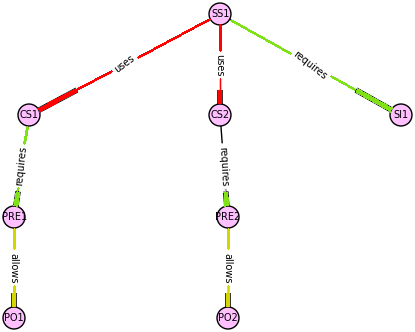 SS1
uses
uses
requires
CS1
CS2
SI1
requires
requires
PRE1
PRE2
allows
allows
PO1
PO2